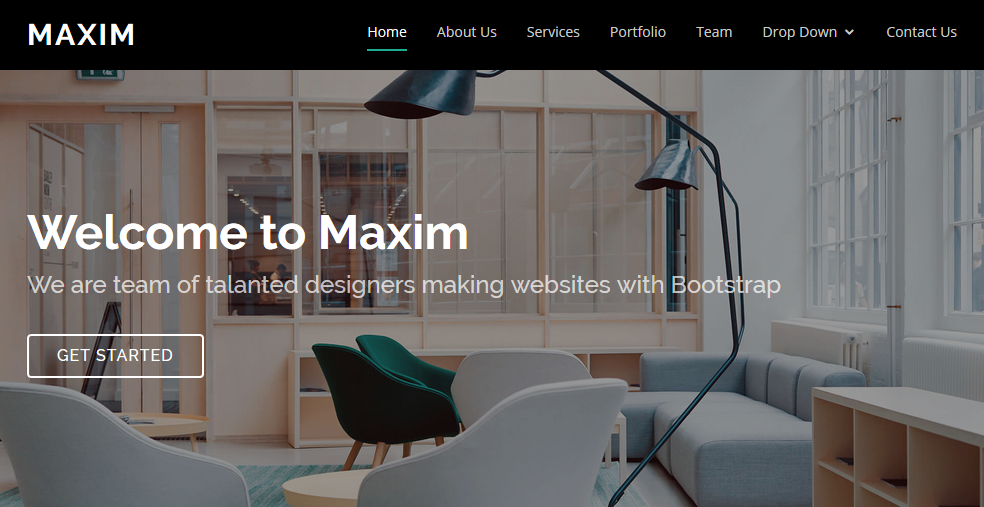 MAXIM
Home About Us Services Portfolio Team Drop Down Contact Us
Welcome to Maxim
We are team of talanted designers making websites with Bootstrap
GET STARTED